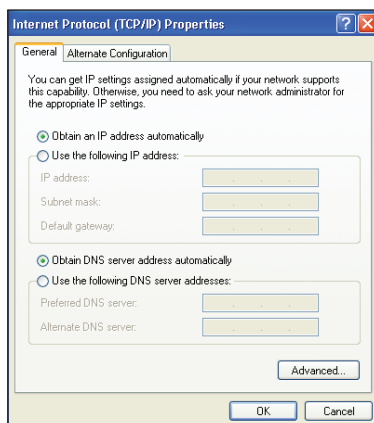 Internet Protocol (TCP/IP) Properties
General
Alternate Configuration
You can get IP settings assigned automatically if your network supports
this capability. Otherwise, you need to ask your network administrator for
the appropriate IP settings.
Obtain an IP address automatically
Use the following IP address:
IP address:
Subnet mask:
Default gateway:
Obtain DNS server address automatically
Use the following DNS server addresses:
Preferred DNS server:
Alternate DNS server:
Advanced...
OK
Cancel